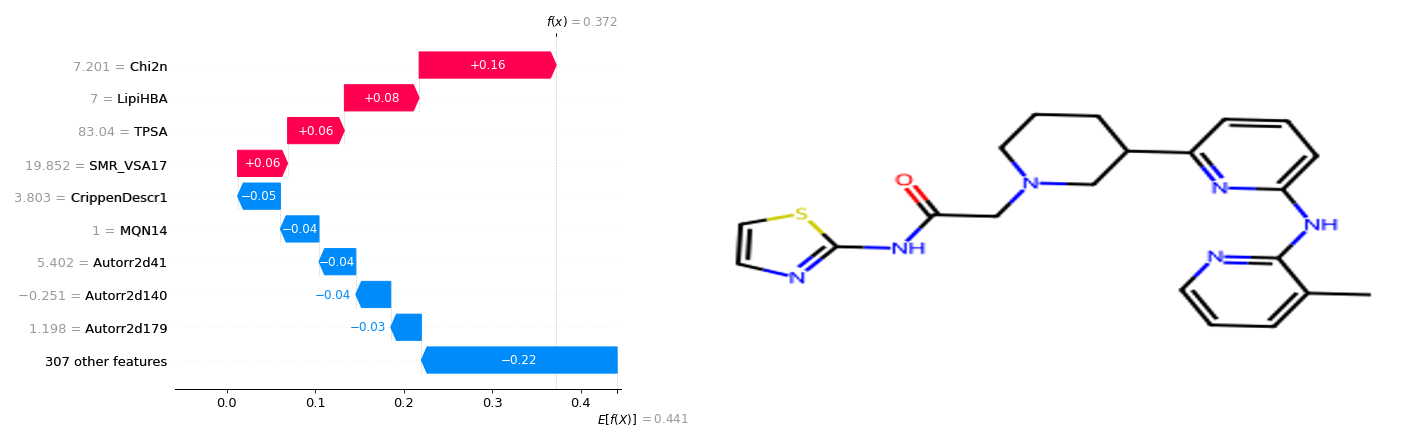 f(x) = 0.372
7.201 = Chi2n
+0.16
7 = LipiHBA
+0.08
83.04 = TPSA
+0.06
19.852 = SMR_VSA17
+0.06
3.803 = CrippenDescr1
−0.05
1 = MQN14
−0.04
5.402 = Autorr2d41
−0.04
−0.251 = Autorr2d140
−0.04
1.198 = Autorr2d179
−0.03
307 other features
−0.22
0.0 0.1 0.2 0.3 0.4
E[f(X)] = 0.441
O
N
N
S
NH
NH
N
N